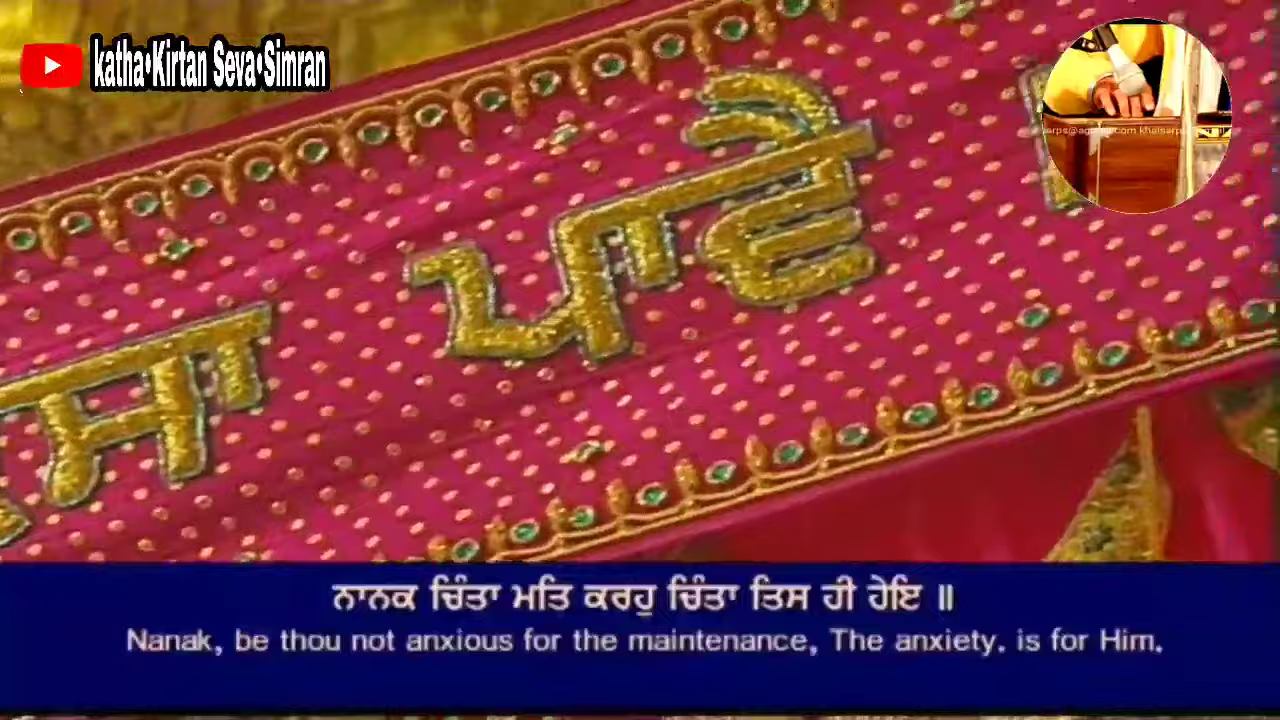 katha•Kirtan Seva•Simran
ਪਾਵੈ
ਨਾਨਕ ਚਿੰਤਾ ਮਤਿ ਕਰਹੁ ਚਿੰਤਾ ਤਿਸ ਹੀ ਹੇਇ ॥
Nanak, be thou not anxious for the maintenance, The anxiety. is for Him.